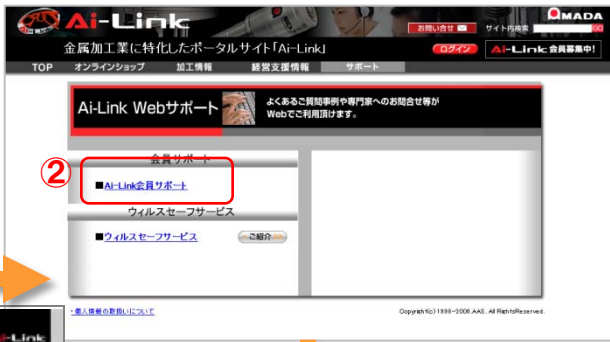 Ai-Link
AMADA
お問い合せ
サイト内検索
GO
金属加工業に特化したポータルサイト「Ai-Link」
ログイン
Ai-Link会員募集中!
TOP オンラインショップ 加工情報 経営支援情報 サポート
Ai-Link Webサポート
よくあるご質問事例や専門家へのお問合せ等が
Webでご利用頂けます。
会員サポート
②
■Ai-Link会員サポート
ウィルスセーフサービス
■ウィルスセーフサービス
ご紹介
・個人情報の取扱いについて
Copyright(c)1998-2006.AAS. All RightsReserved.
i-Link